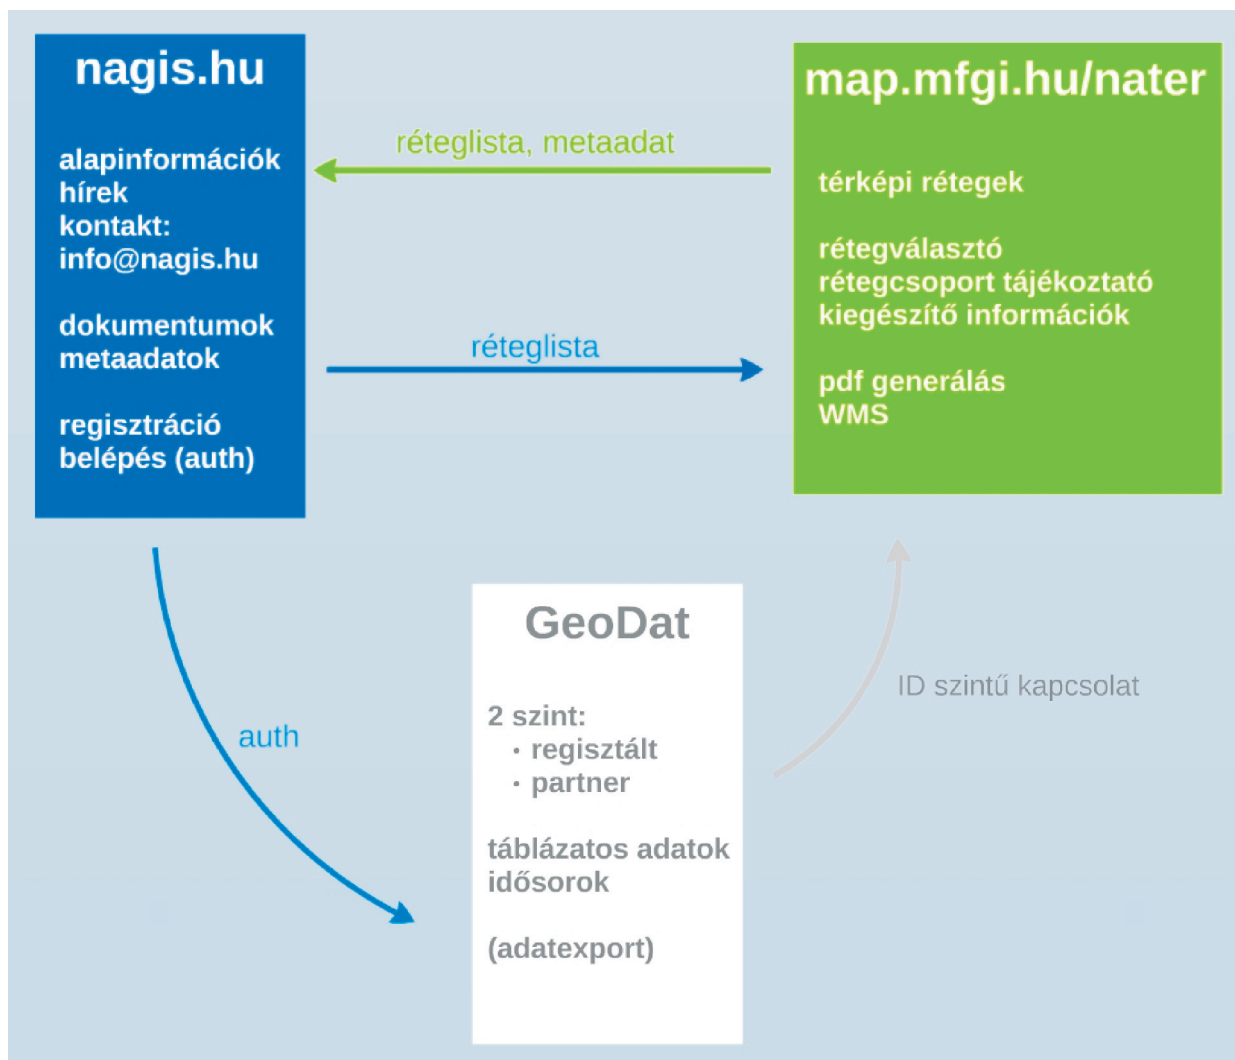 nagis.hu
alapinformációk
hírek
kontakt:
info@nagis.hu
dokumentumok
metaadatok
regisztráció
belépés (auth)
réteglista, metaadat
réteglista
map.mfgi.hu/nater
térképi rétegek
rétegválasztó
rétegcsoport tájékoztató
kiegészítő információk
pdf generálás
WMS
auth
GeoDat
2 szint:
· regisztált
· partner
táblázatos adatok
idősorok
(adatexport)
ID szintű kapcsolat